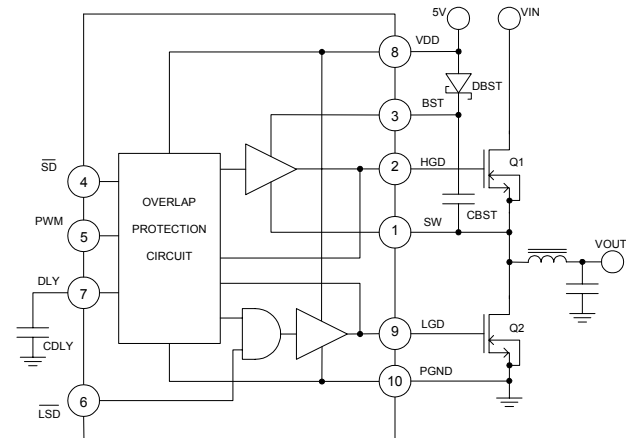 5V
VIN
VDD
8
DBST
BST
3
SD
4
2
HGD
Q1
OVERLAP
PROTECTION
CIRCUIT
CBST
PWM
5
1
SW
VOUT
DLY
7
CDLY
9
LGD
Q2
6
LSD
10
PGND